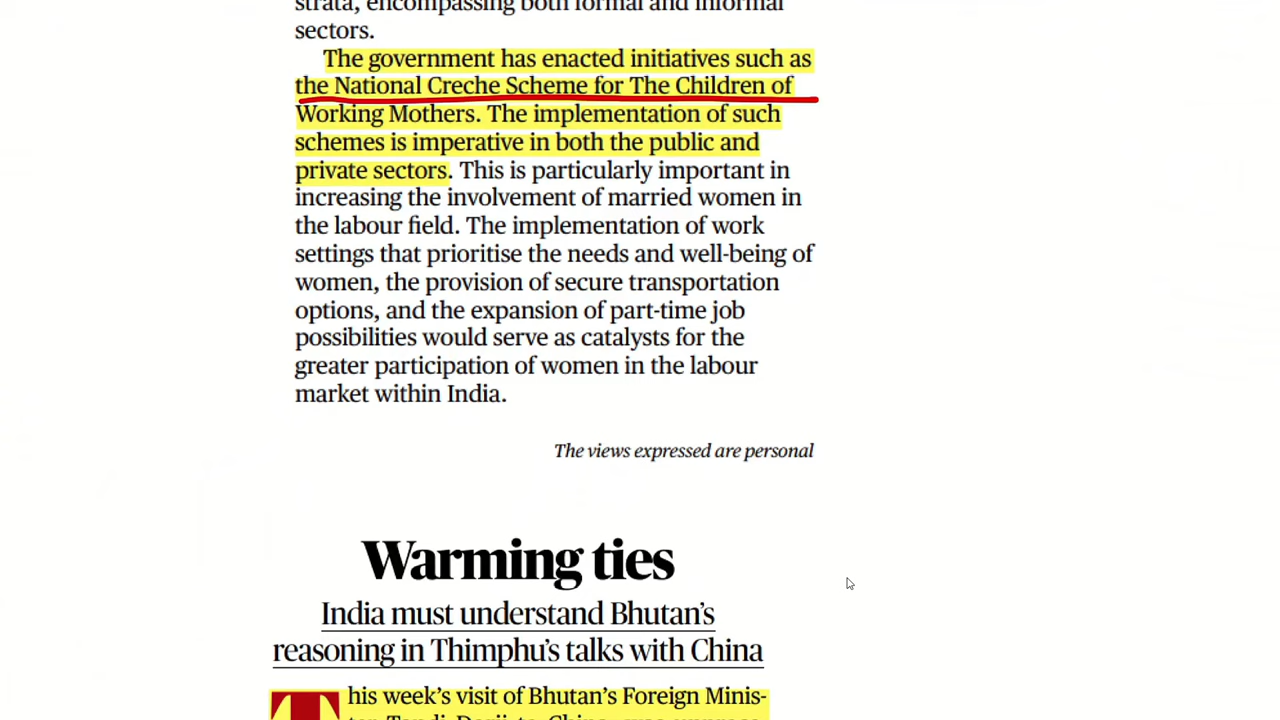 strata, encompassing both formal and informal
sectors.
The government has enacted initiatives such as
the National Creche Scheme for The Children of
Working Mothers. The implementation of such
schemes is imperative in both the public and
private sectors. This is particularly important in
increasing the involvement of married women in
the labour field. The implementation of work
settings that prioritise the needs and well-being of
women, the provision of secure transportation
options, and the expansion of part-time job
possibilities would serve as catalysts for the
greater participation of women in the labour
market within India.
The views expressed are personal
Warming ties
India must understand Bhutan’s
reasoning in Thimphu’s talks with China
This week’s visit of Bhutan’s Foreign Minis-